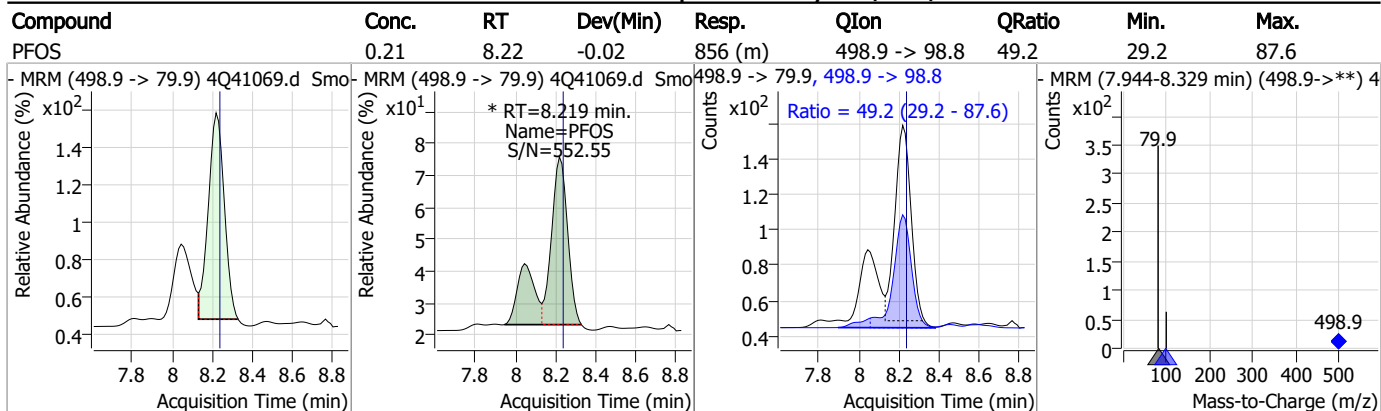 Compound Conc. RT Dev(Min) Resp. QIon QRatio Min. Max.
PFOS 0.21 8.22 -0.02 856 (m) 498.9 -> 98.8 49.2 29.2 87.6
- MRM (498.9 -> 79.9) 4Q41069.d Smo
Relative Abundance (%)
x10²
1.4
1.2
1
0.8
0.6
0.4
7.8 8 8.2 8.4 8.6 8.8
Acquisition Time (min)
- MRM (498.9 -> 79.9) 4Q41069.d Smo
Relative Abundance (%)
x10¹
* RT=8.219 min.
Name=PFOS
S/N=552.55
8
7
6
5
4
3
2
7.8 8 8.2 8.4 8.6 8.8
Acquisition Time (min)
498.9 -> 79.9, 498.9 -> 98.8
Counts
x10²
Ratio = 49.2 (29.2 - 87.6)
1.4
1.2
1
0.8
0.6
0.4
7.8 8 8.2 8.4 8.6 8.8
Acquisition Time (min)
- MRM (7.944-8.329 min) (498.9->**) 4
Counts
x10²
79.9
3.5
3
2.5
2
1.5
1
0.5
0
498.9
100 200 300 400 500
Mass-to-Charge (m/z)